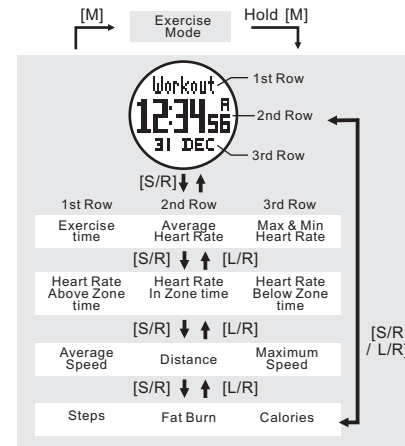 [M]
Exercise
Mode
Hold [M]
Workout
A
12:34 56
31 DEC
1st Row
2nd Row
3rd Row
[S/R]
1st Row 2nd Row 3rd Row
Exercise
time
Average
Heart Rate
Max & Min
Heart Rate
[S/R] [L/R]
Heart Rate
Above Zone
time
Heart Rate
In Zone time
Heart Rate
Below Zone
time
[S/R] [L/R]
Average
Speed
Distance
Maximum
Speed
[S/R] [L/R]
Steps
Fat Burn
Calories
[S/R
/ L/R]